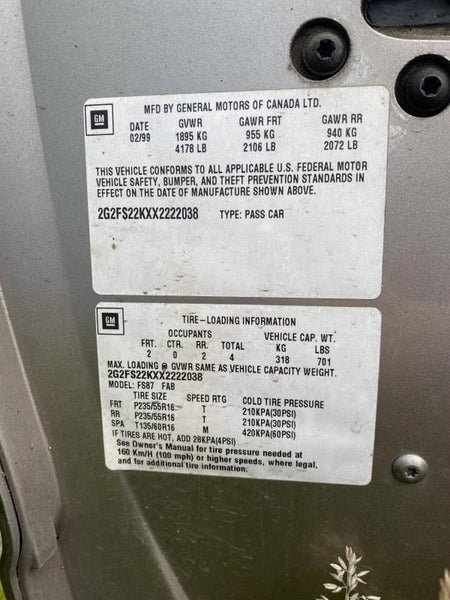 GM
MFD BY GENERAL MOTORS OF CANADA LTD.
DATE GVWR GAWR FRT GAWR RR
02/99 1895 KG 955 KG 940 KG
4178 LB 2106 LB 2072 LB
THIS VEHICLE CONFORMS TO ALL APPLICABLE U.S. FEDERAL MOTOR
VEHICLE SAFETY, BUMPER, AND THEFT PREVENTION STANDARDS IN
EFFECT ON THE DATE OF MANUFACTURE SHOWN ABOVE.
2G2FS22KXX2222038 TYPE: PASS CAR
GM
TIRE-LOADING INFORMATION
OCCUPANTS VEHICLE CAP. WT.
FRT. CTR. RR. TOTAL KG LBS
2 0 2 4 318 701
MAX. LOADING @ GVWR SAME AS VEHICLE CAPACITY WEIGHT.
2G2FS22KXX2222038
MODEL: FS87 FAB
TIRE SIZE SPEED RTG COLD TIRE PRESSURE
FRT P235/55R16 T 210KPA(30PSI)
RR P235/55R16 T 210KPA(30PSI)
SPA T135/60R16 M 420KPA(60PSI)
IF TIRES ARE HOT, ADD 28KPA(4PSI)
See Owner's Manual for tire pressure needed at
160 Km/H (100 mph) or higher speeds, where legal,
and for additional tire information.